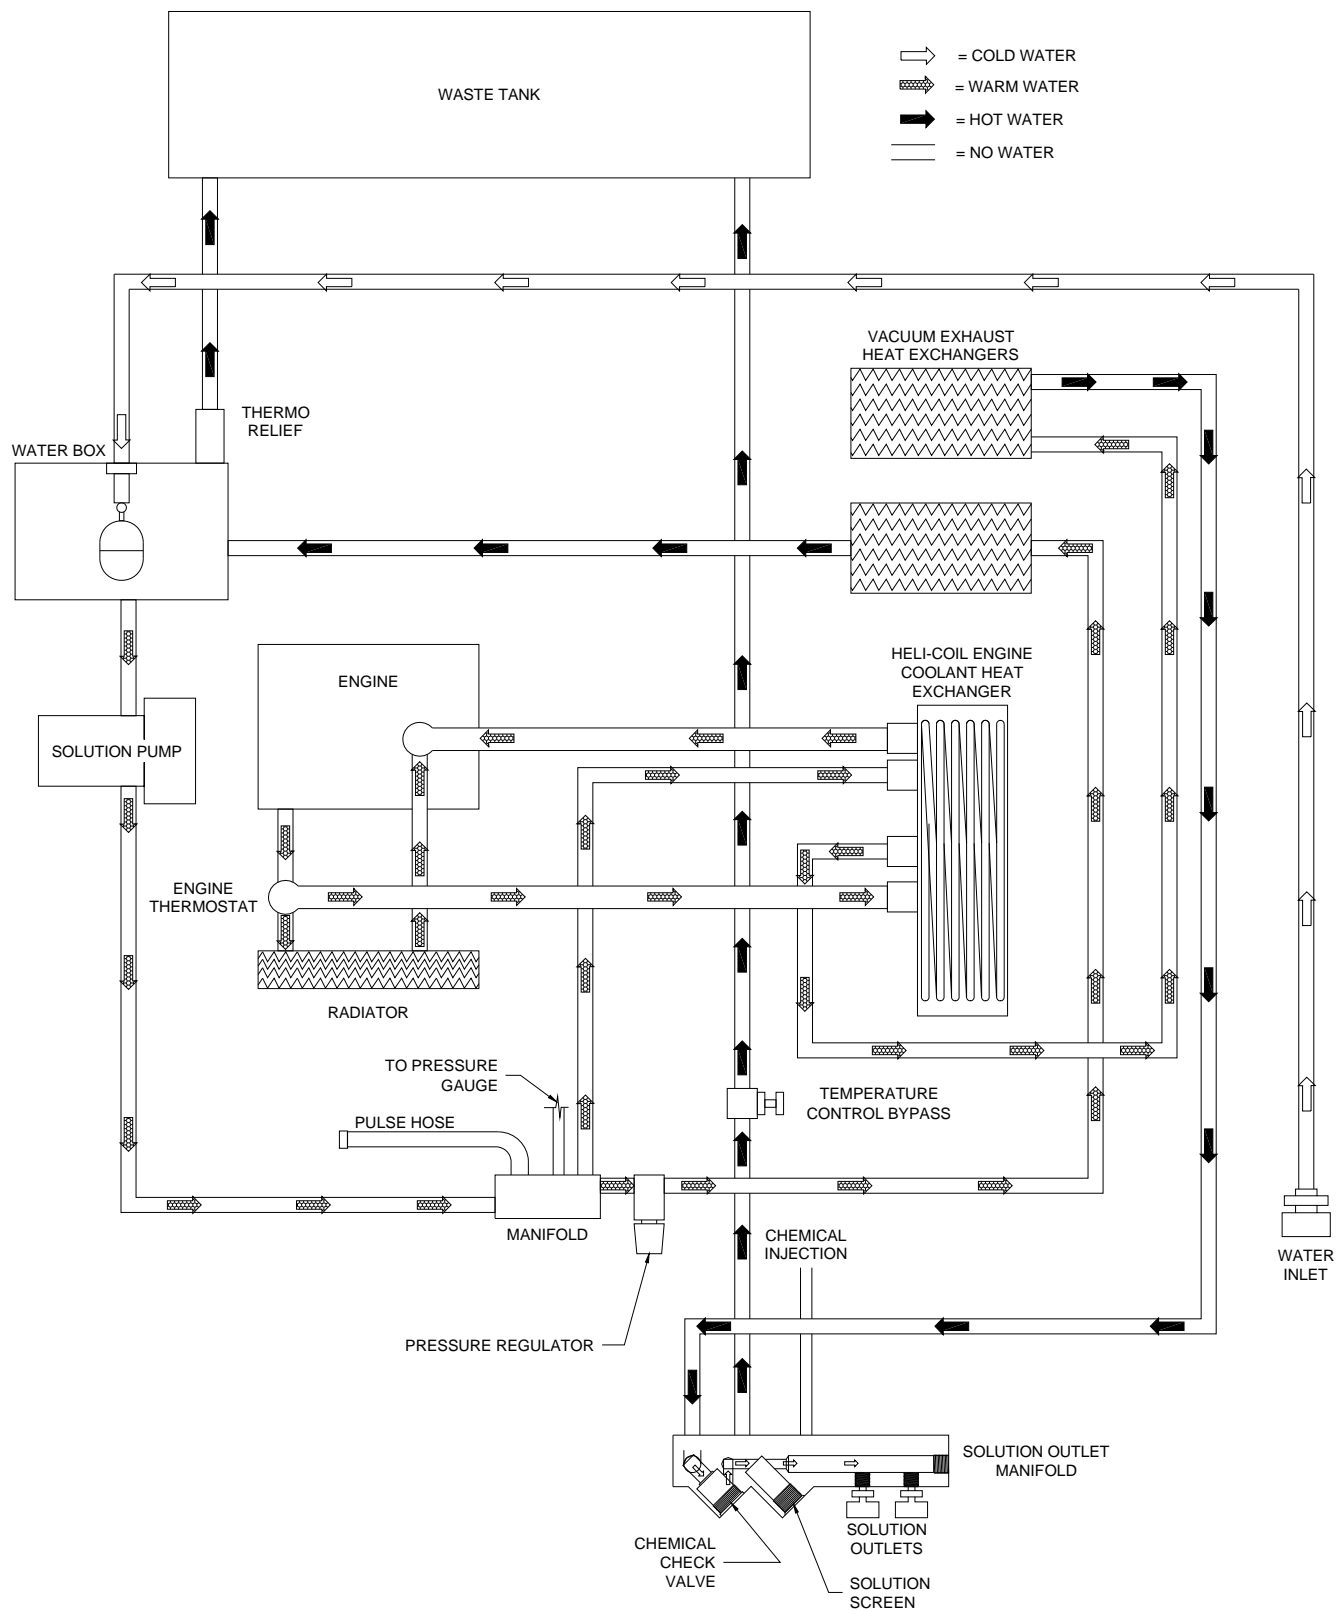 WASTE TANK
= COLD WATER
= WARM WATER
= HOT WATER
= NO WATER
VACUUM EXHAUST
HEAT EXCHANGERS
THERMO
RELIEF
WATER BOX
HELI-COIL ENGINE
COOLANT HEAT
EXCHANGER
ENGINE
SOLUTION PUMP
ENGINE
THERMOSTAT
RADIATOR
TO PRESSURE
GAUGE
TEMPERATURE
CONTROL BYPASS
PULSE HOSE
MANIFOLD
CHEMICAL
INJECTION
WATER
INLET
PRESSURE REGULATOR
SOLUTION OUTLET
MANIFOLD
SOLUTION
OUTLETS
CHEMICAL
CHECK
VALVE
SOLUTION
SCREEN